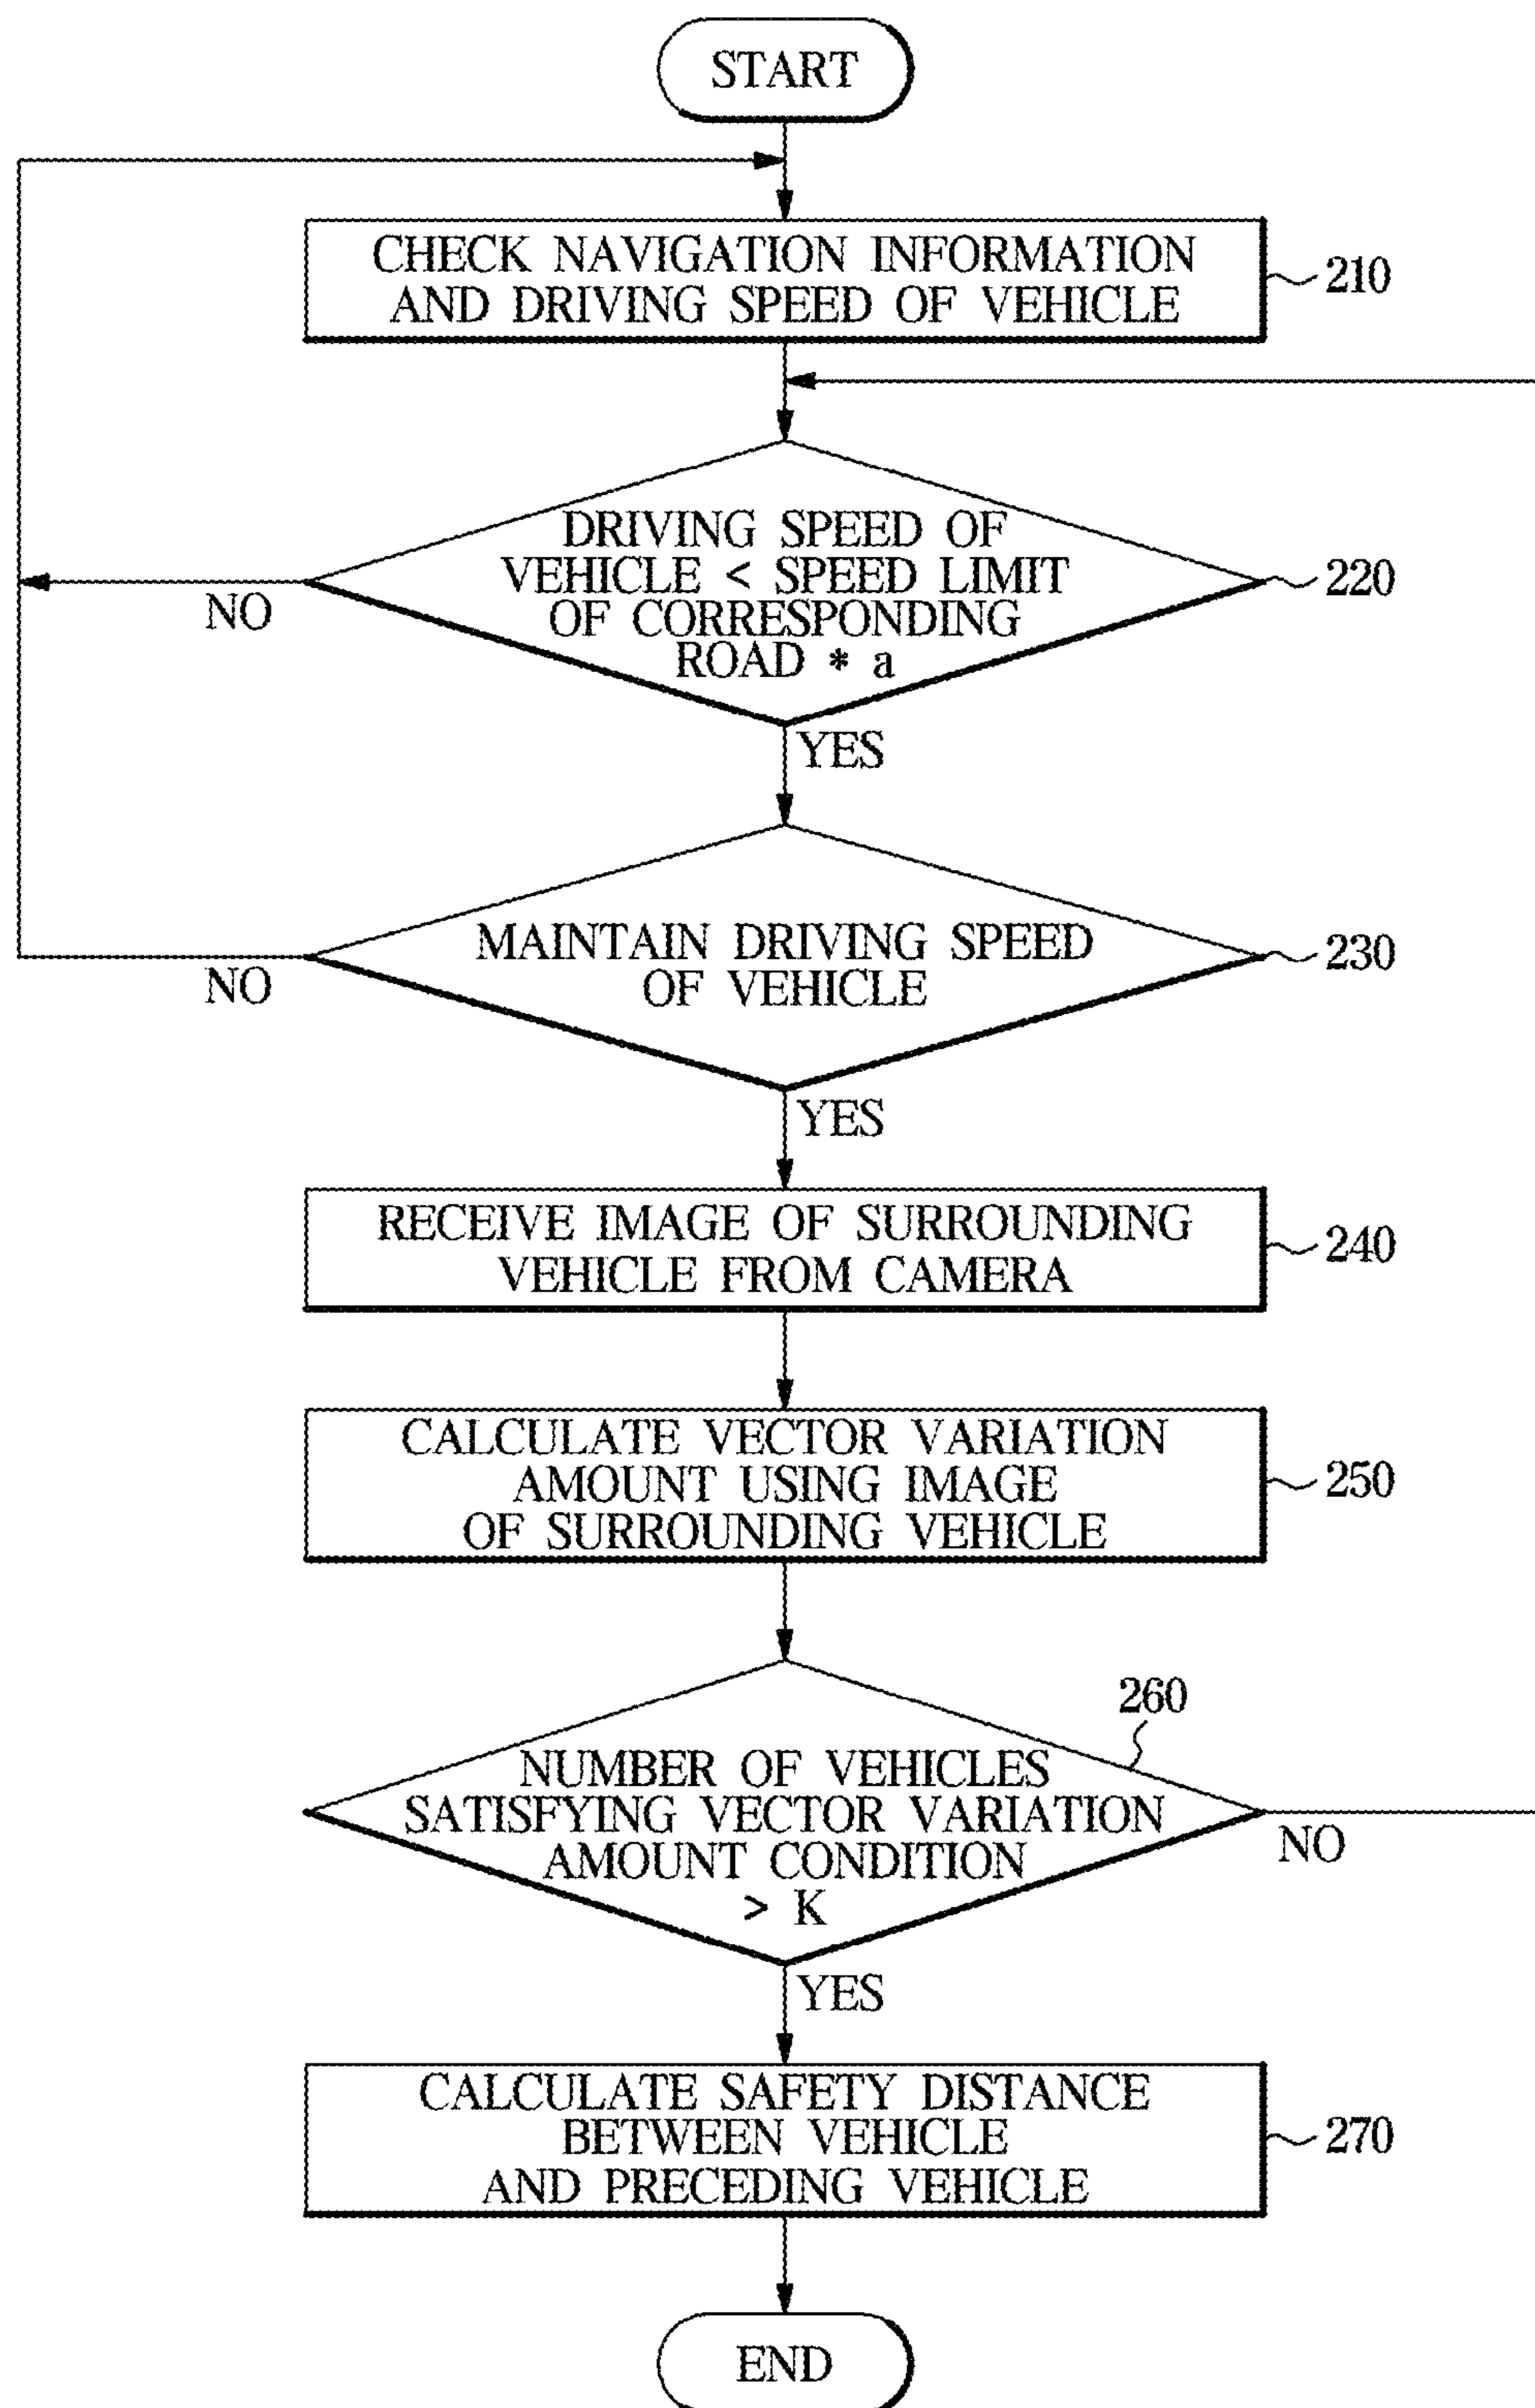 START
CHECK NAVIGATION INFORMATION
AND DRIVING SPEED OF VEHICLE
210
DRIVING SPEED OF
VEHICLE < SPEED LIMIT
OF CORRESPONDING
ROAD * a
220
NO
YES
MAINTAIN DRIVING SPEED
OF VEHICLE
230
NO
YES
RECEIVE IMAGE OF SURROUNDING
VEHICLE FROM CAMERA
240
CALCULATE VECTOR VARIATION
AMOUNT USING IMAGE
OF SURROUNDING VEHICLE
250
260
NUMBER OF VEHICLES
SATISFYING VECTOR VARIATION
AMOUNT CONDITION
> K
NO
YES
CALCULATE SAFETY DISTANCE
BETWEEN VEHICLE
AND PRECEDING VEHICLE
270
END